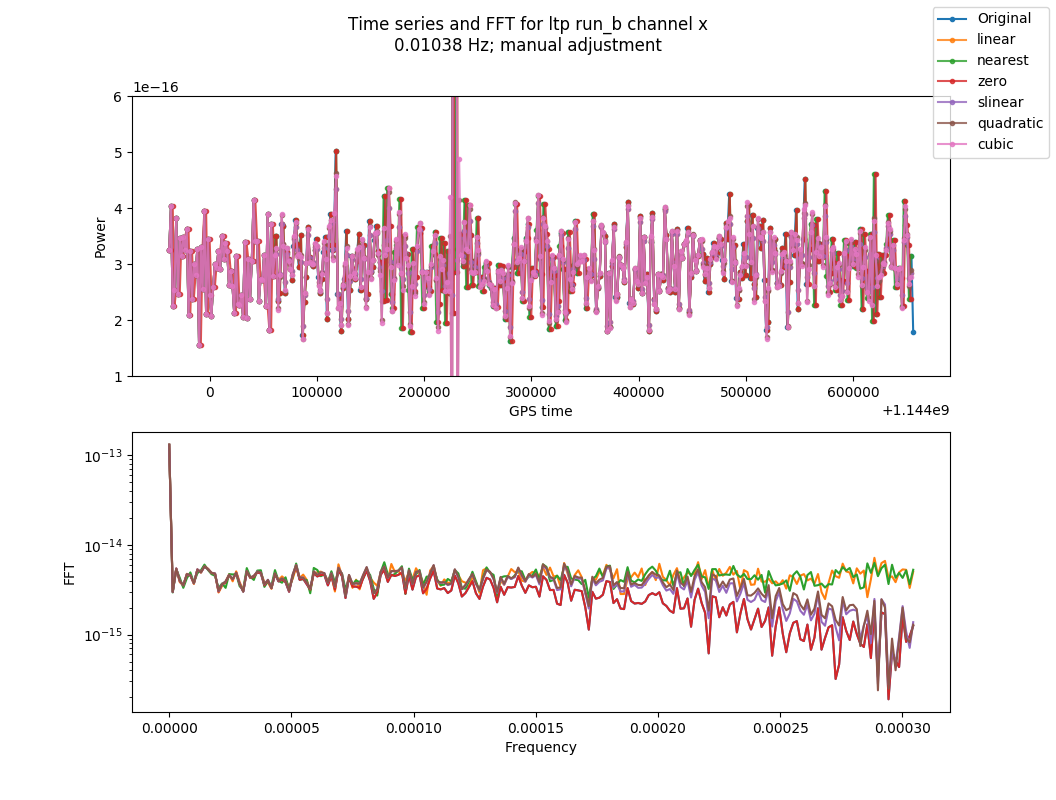 Time series and FFT for ltp run_b channel x
0.01038 Hz; manual adjustment
Original
linear
nearest
zero
slinear
quadratic
cubic
1e−16
6
5
4
3
2
1
Power
0 100000 200000 300000 400000 500000 600000
GPS time
+1.144e9
10−13
10−14
10−15
FFT
0.00000 0.00005 0.00010 0.00015 0.00020 0.00025 0.00030
Frequency